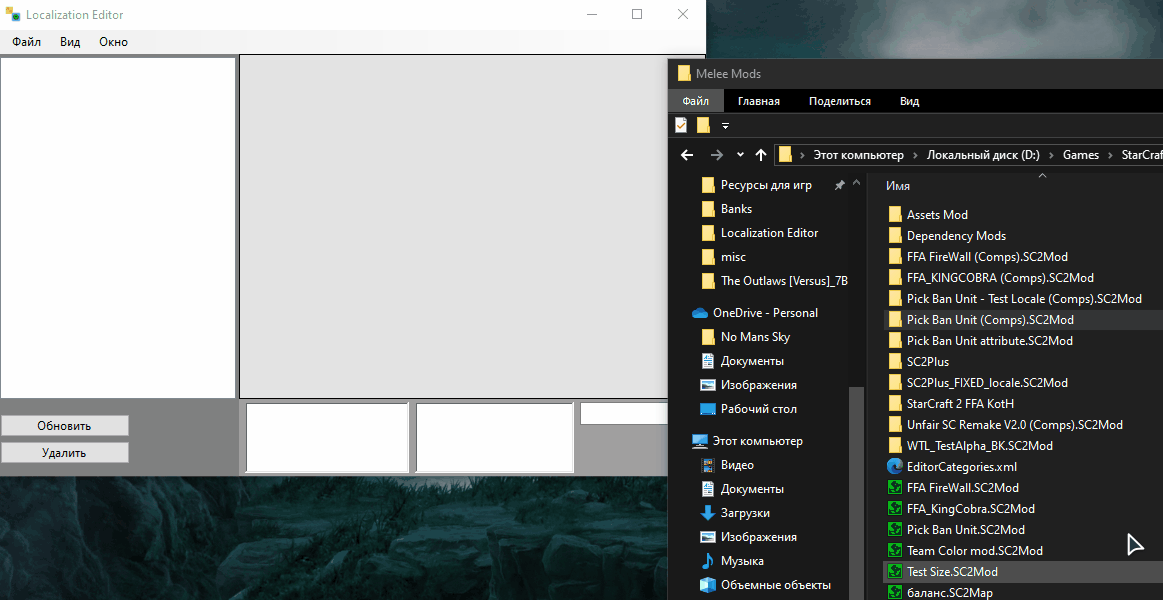 Localization Editor
Файл Вид Окно
Обновить
Удалить
Melee Mods
Файл Главная Поделиться Вид
Этот компьютер Локальный диск (D:) Games StarCraf
Ресурсы для игр
Banks
Localization Editor
misc
The Outlaws [Versus]_7B
OneDrive - Personal
No Mans Sky
Документы
Изображения
Рабочий стол
Этот компьютер
Видео
Документы
Загрузки
Изображения
Музыка
Объемные объекты
Имя
Assets Mod
Dependency Mods
FFA FireWall (Comps).SC2Mod
FFA_KINGCOBRA (Comps).SC2Mod
Pick Ban Unit - Test Locale (Comps).SC2Mod
Pick Ban Unit (Comps).SC2Mod
Pick Ban Unit attribute.SC2Mod
SC2Plus
SC2Plus_FIXED_locale.SC2Mod
StarCraft 2 FFA KotH
Unfair SC Remake V2.0 (Comps).SC2Mod
WTL_TestAlpha_BK.SC2Mod
EditorCategories.xml
FFA FireWall.SC2Mod
FFA_KingCobra.SC2Mod
Pick Ban Unit.SC2Mod
Team Color mod.SC2Mod
Test Size.SC2Mod
баланс.SC2Map